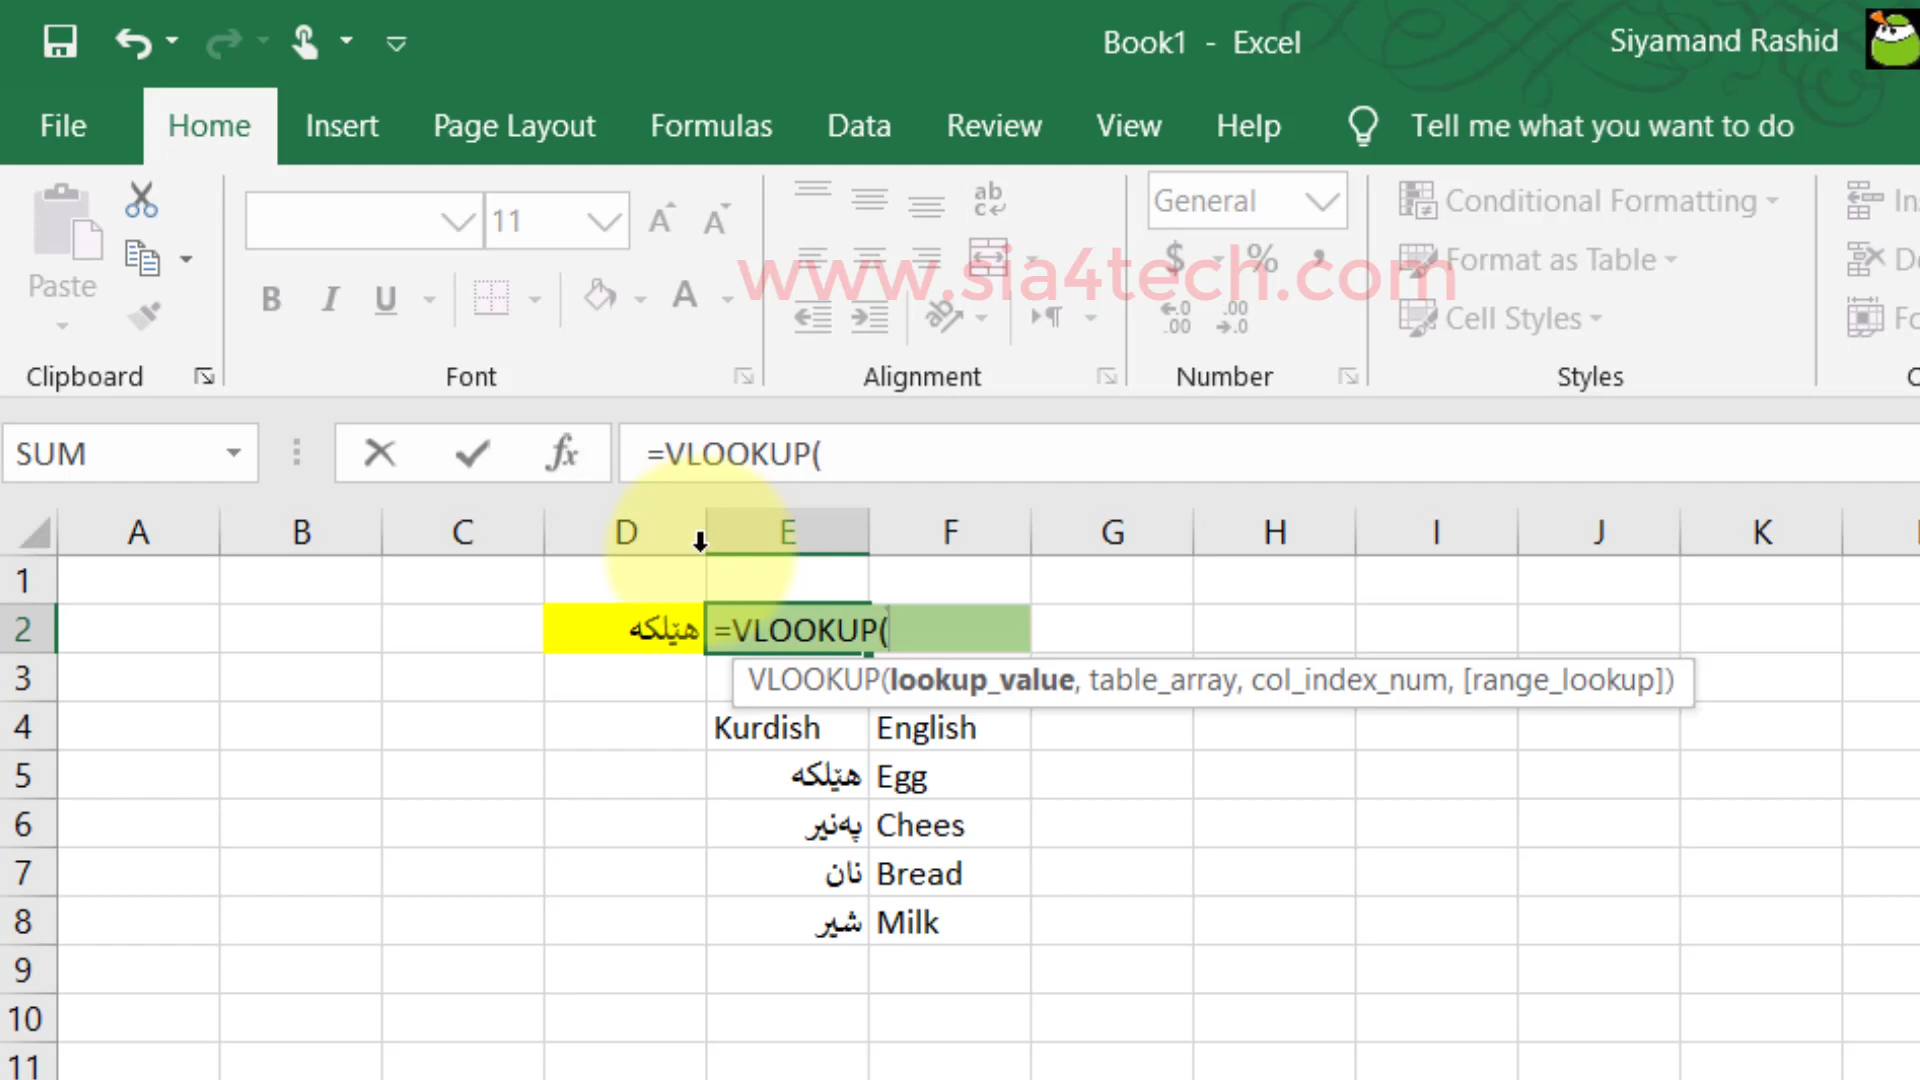 Book1 - Excel
Siyamand Rashid
File Home Insert Page Layout Formulas Data Review View Help Tell me what you want to do
Paste
Clipboard
11
B I U A
Font
ab
Alignment
General
$ % ,
Number
Conditional Formatting
Format as Table
Cell Styles
Styles
www.sia4tech.com
SUM
fx
=VLOOKUP(
A B C D E F G H I J K
1
2 هێلکە =VLOOKUP(
VLOOKUP(lookup_value, table_array, col_index_num, [range_lookup])
3
4 Kurdish English
5 هێلکە Egg
6 پەنیر Chees
7 نان Bread
8 شیر Milk
9
10
11